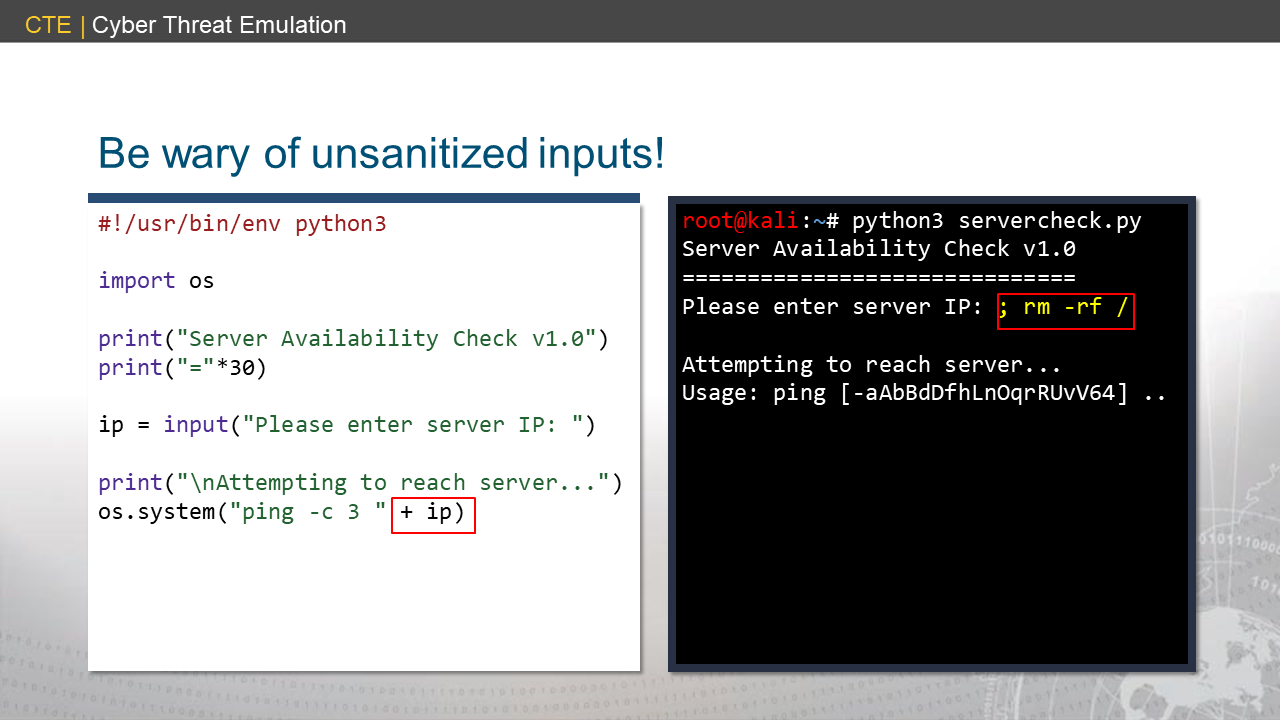 CTE | Cyber Threat Emulation
Be wary of unsanitized inputs!
#!/usr/bin/env python3
import os
print("Server Availability Check v1.0")
print("="*30)
ip = input("Please enter server IP: ")
print("\nAttempting to reach server...")
os.system("ping -c 3 " + ip)
root@kali:~# python3 servercheck.py
Server Availability Check v1.0
==============================
Please enter server IP: ; rm -rf /
Attempting to reach server...
Usage: ping [-aAbBdDfhLnOqrRUvV64] ..